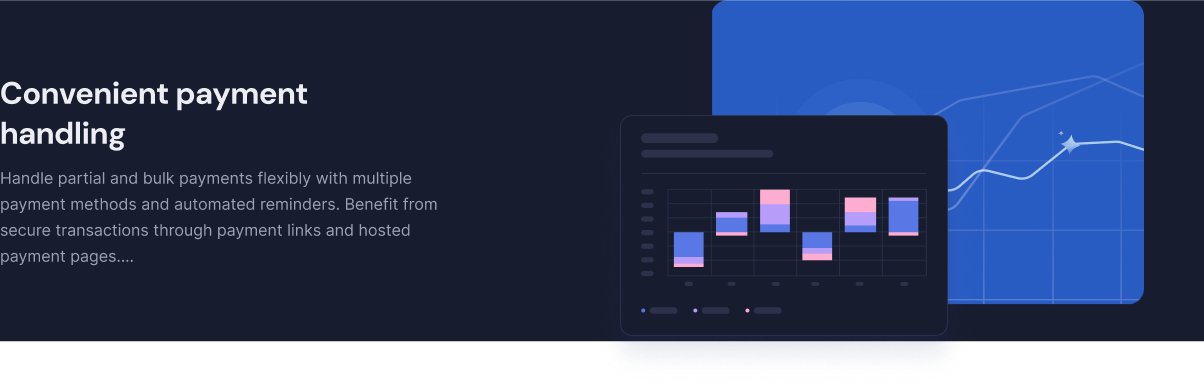 Convenient payment
handling
Handle partial and bulk payments flexibly with multiple
payment methods and automated reminders. Benefit from
secure transactions through payment links and hosted
payment pages....